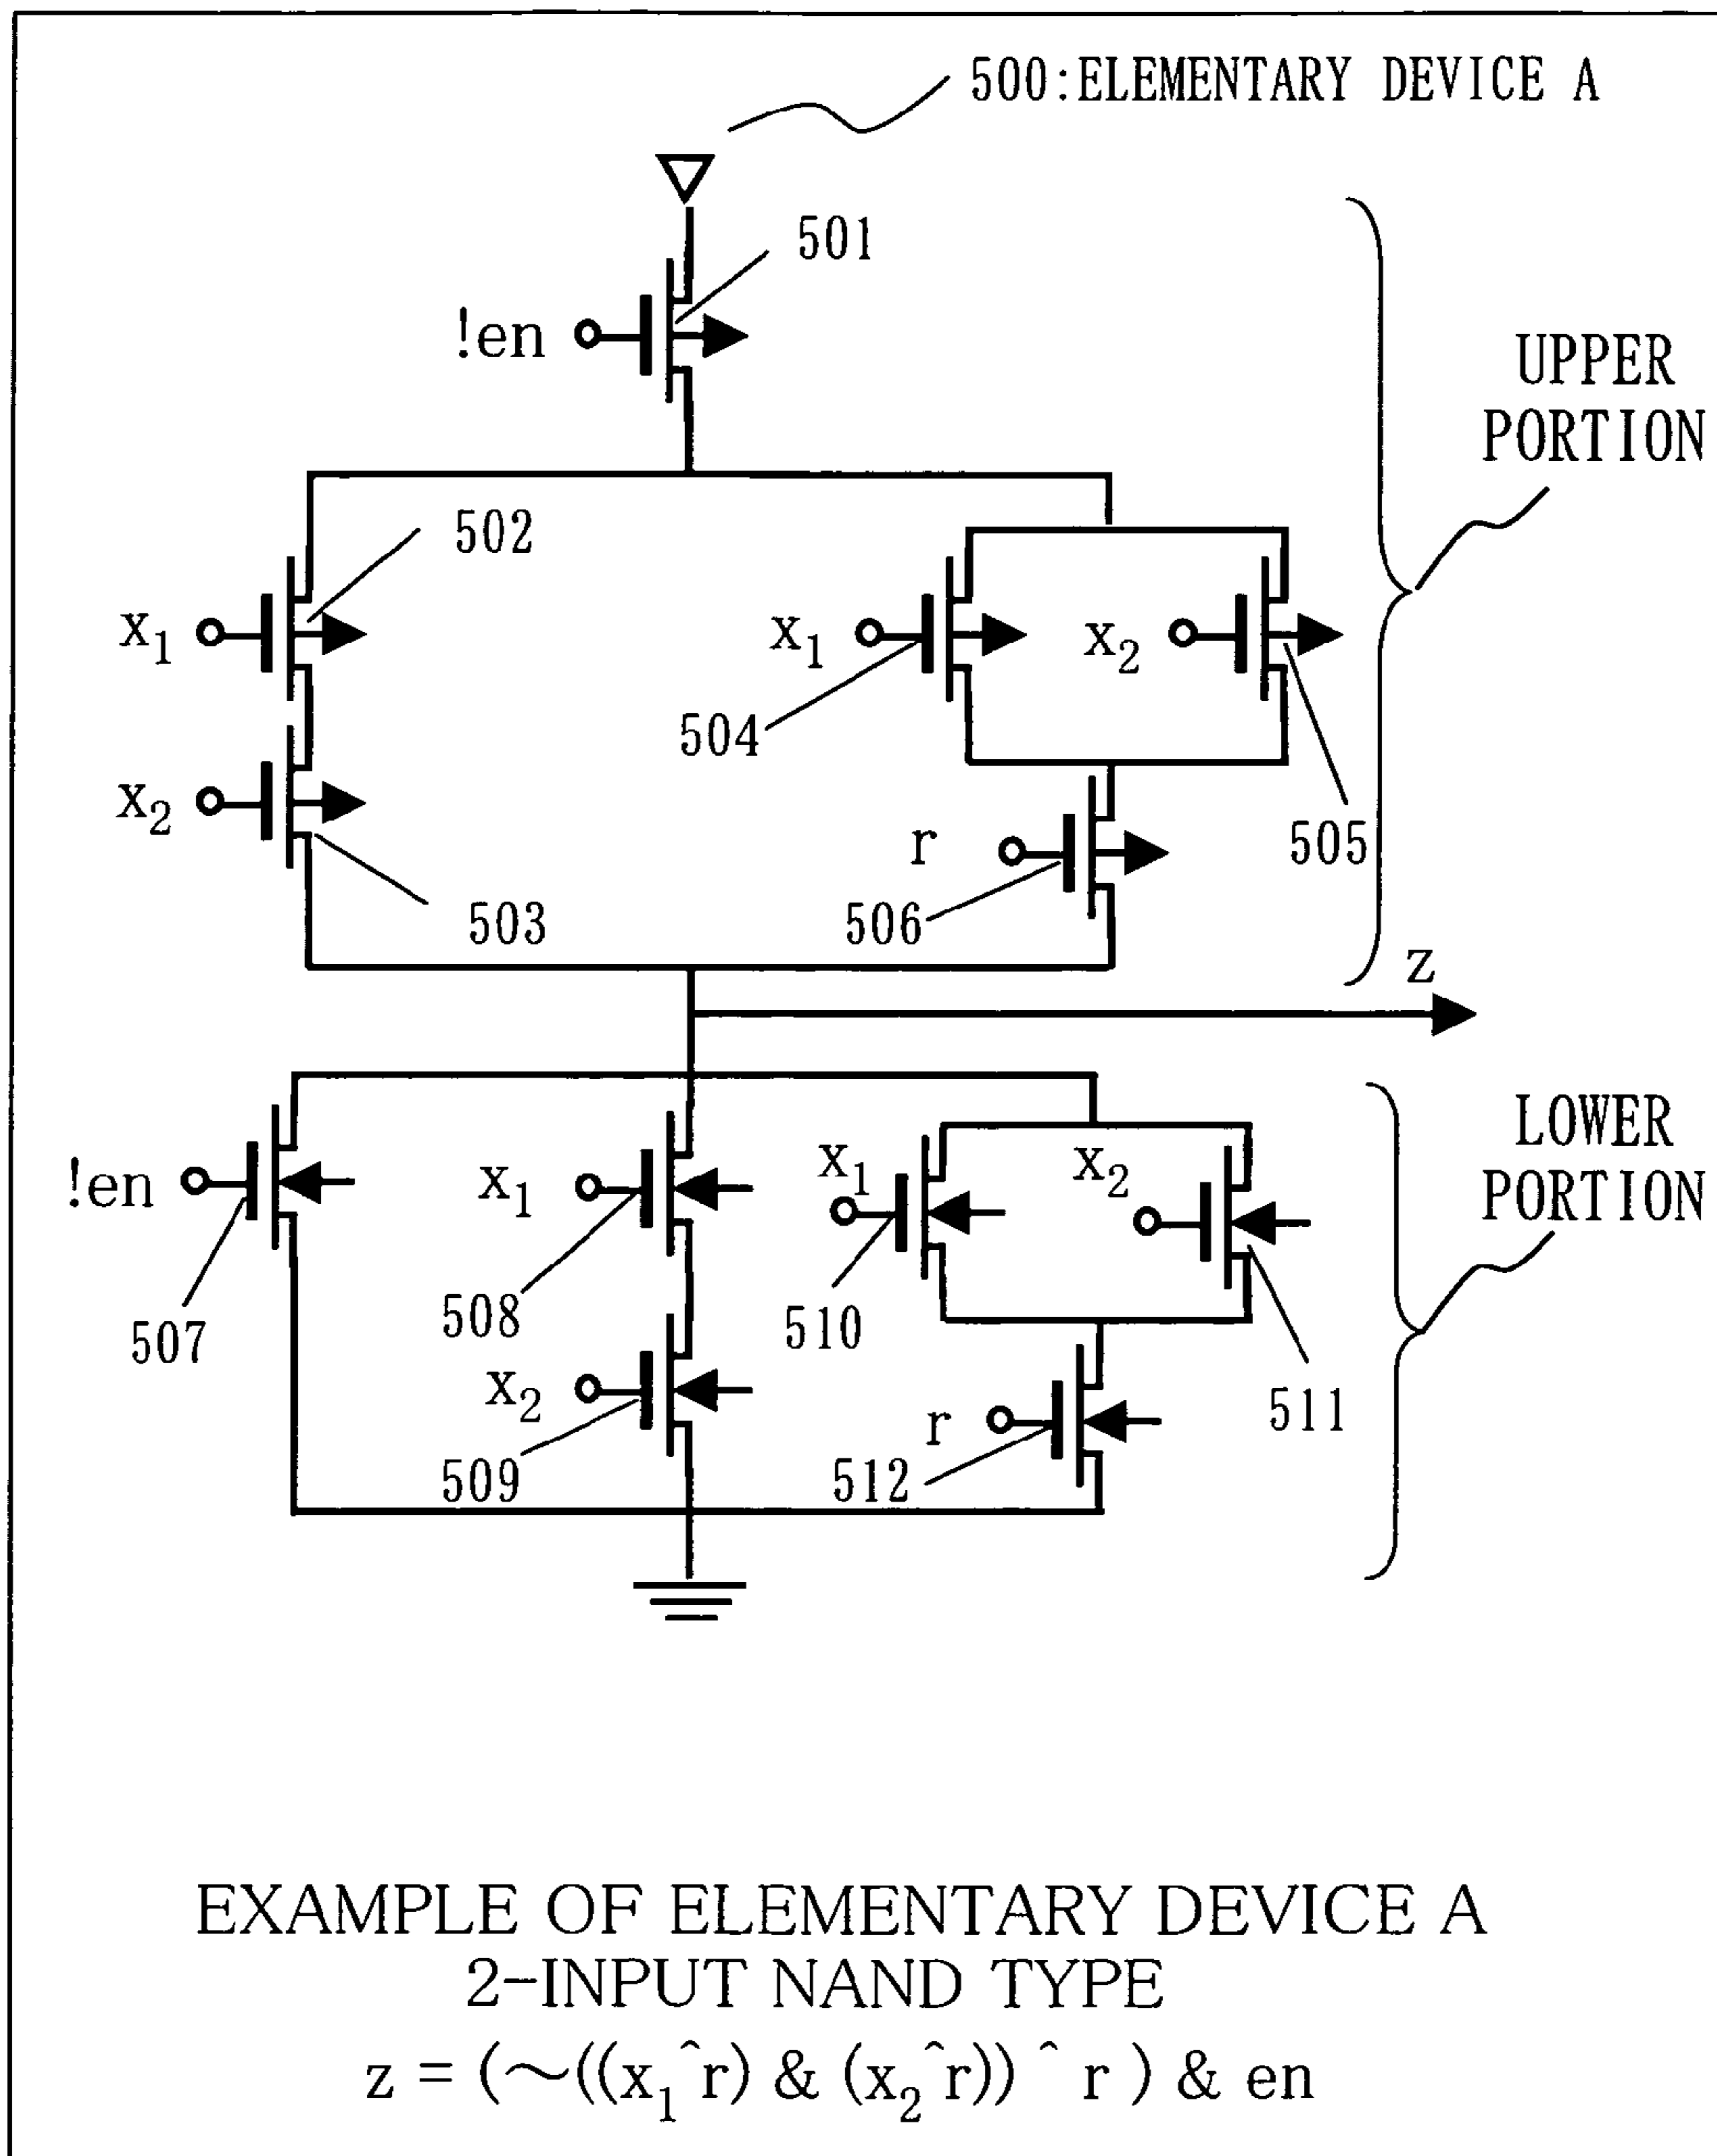 500:ELEMENTARY DEVICE A
501
!en
UPPER
PORTION
502
x₁
x₁
x₂
504
x₂
r
505
503
506
z
LOWER
PORTION
!en
x₁
x₁
x₂
507
508
510
x₂
r
511
509
512
EXAMPLE OF ELEMENTARY DEVICE A
2-INPUT NAND TYPE
z = (~((x₁^r) & (x₂^r)) ^ r ) & en